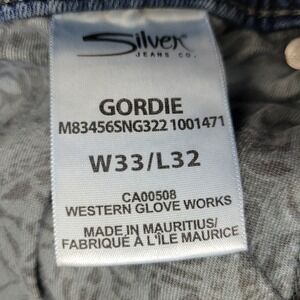 Silver
JEANS CO.
GORDIE
M83456SNG322 1001471
W33/L32
CA00508
WESTERN GLOVE WORKS
MADE IN MAURITIUS/
FABRIQUÉ À L'ÎLE MAURICE